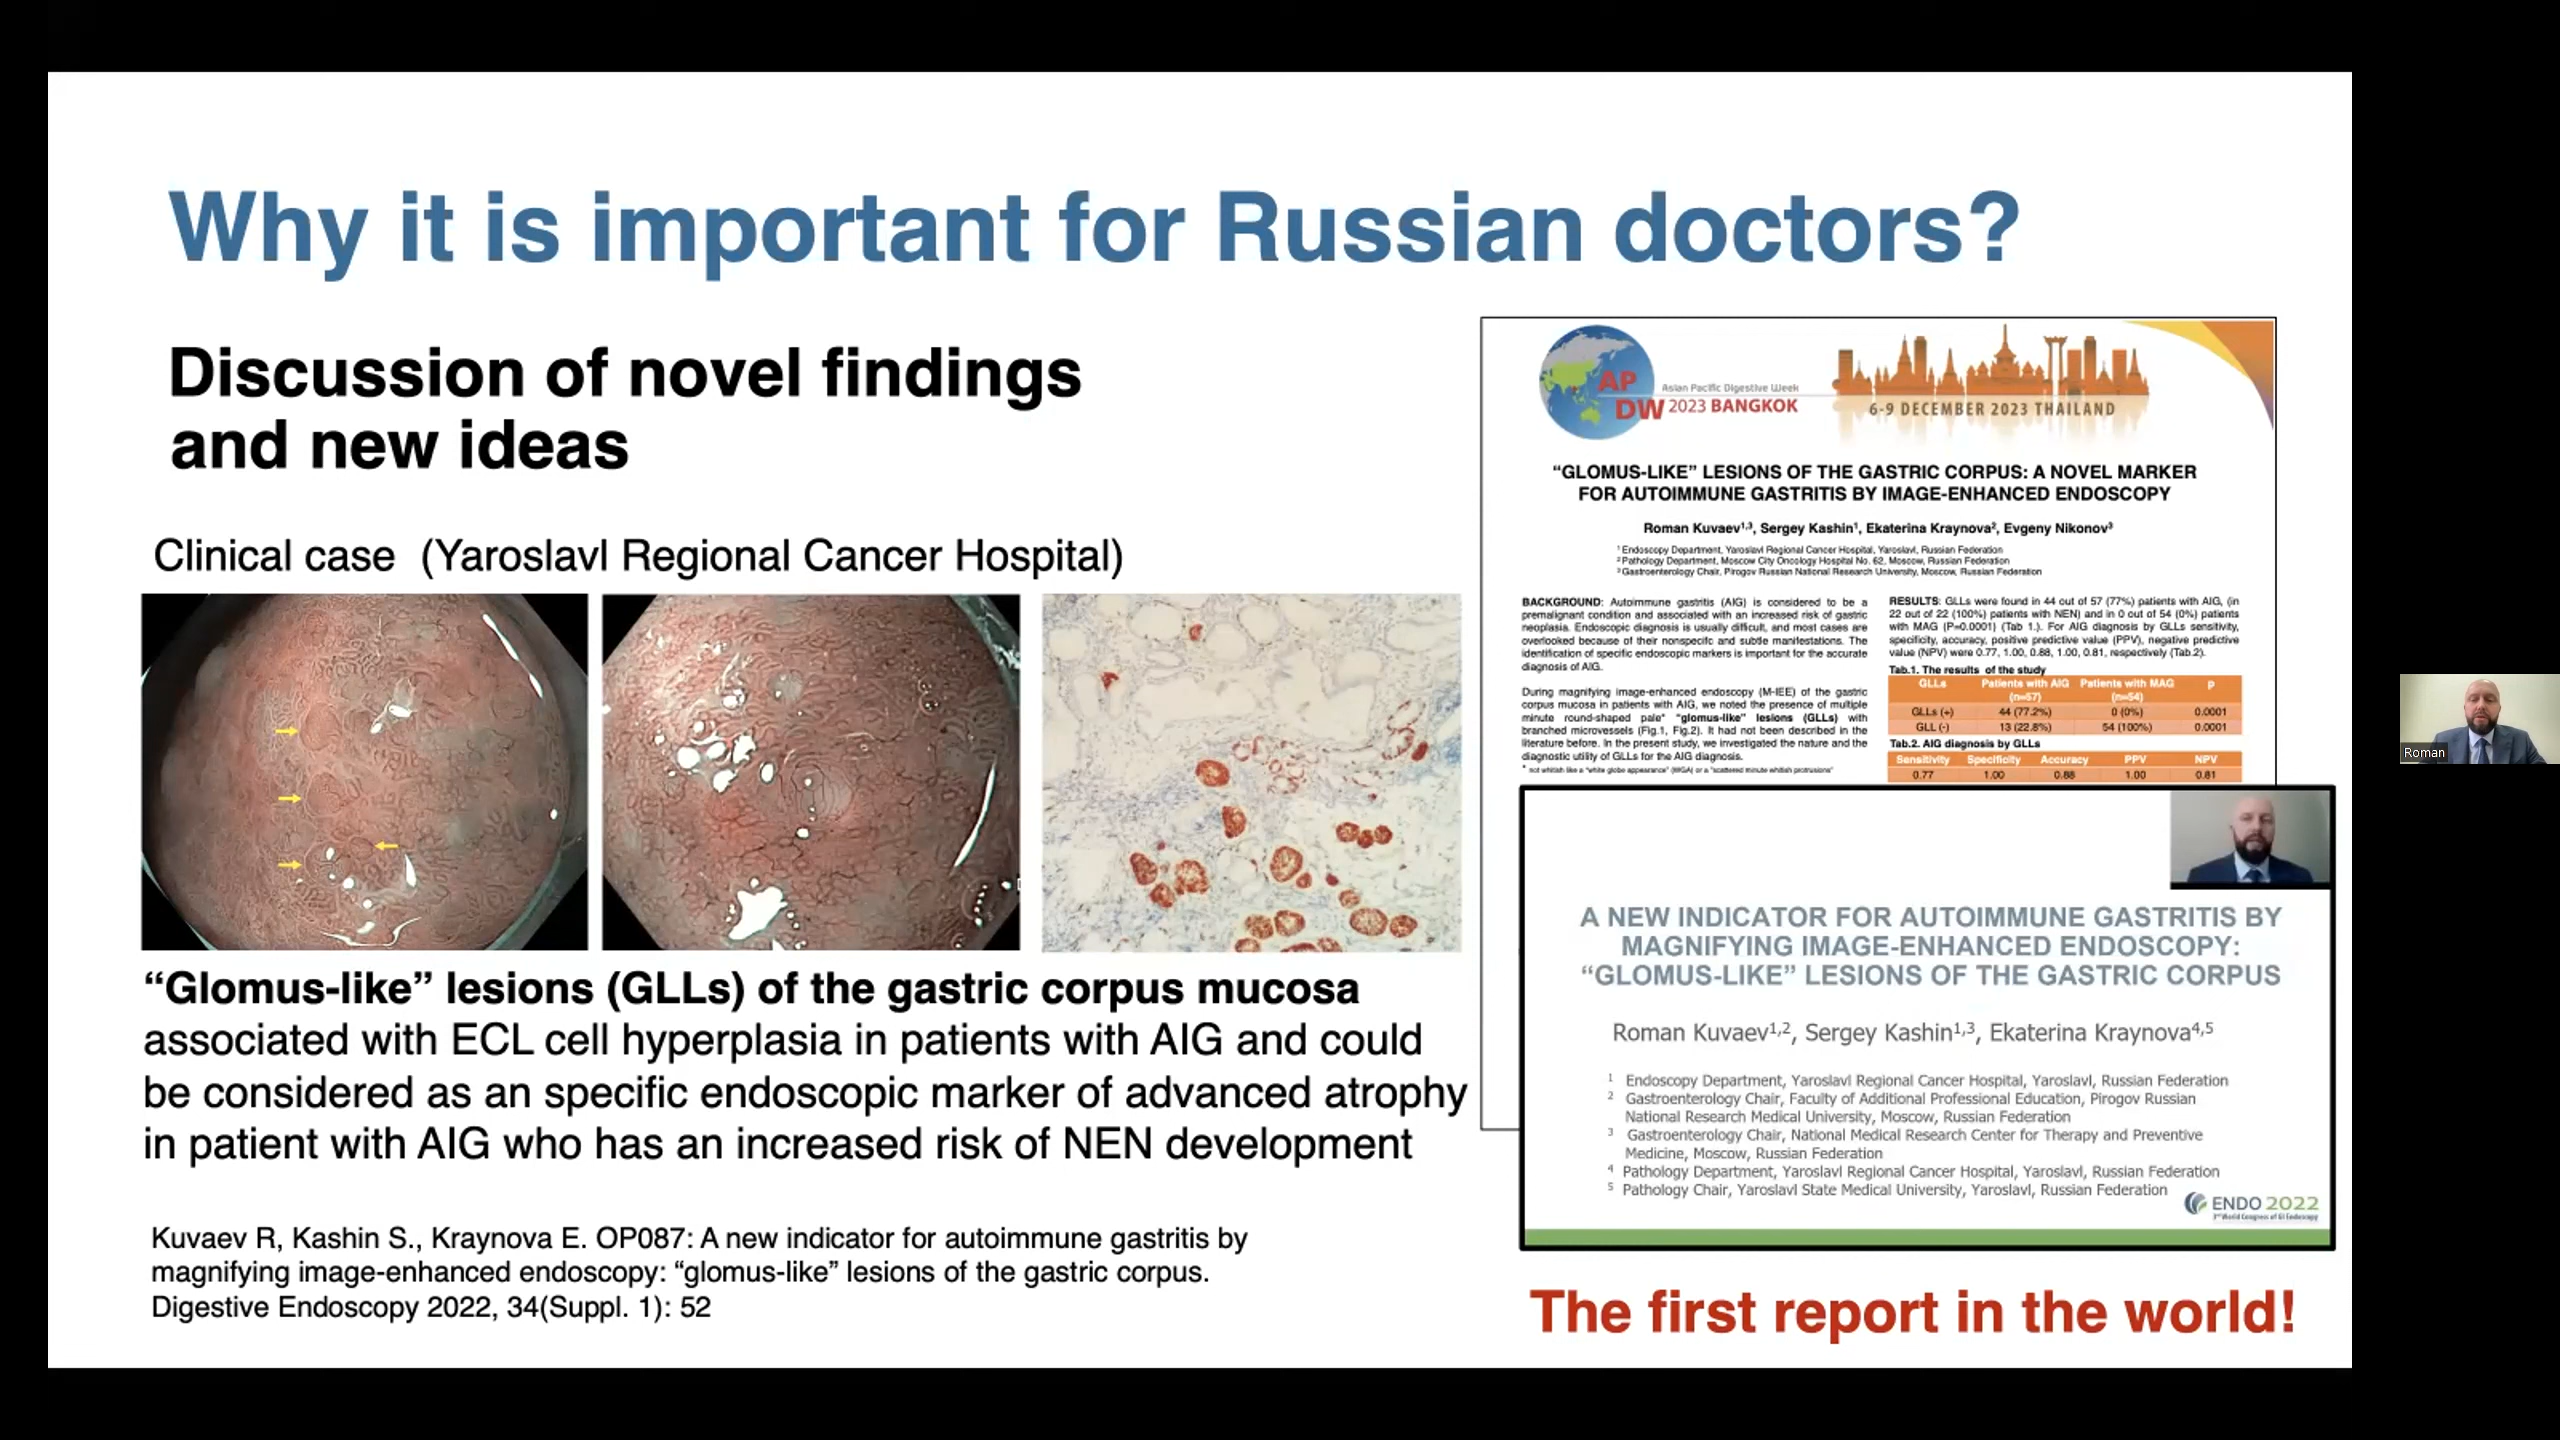 Why it is important for Russian doctors?
Discussion of novel findings
and new ideas
Clinical case (Yaroslavl Regional Cancer Hospital)
“Glomus-like” lesions (GLLs) of the gastric corpus mucosa
associated with ECL cell hyperplasia in patients with AIG and could
be considered as an specific endoscopic marker of advanced atrophy
in patient with AIG who has an increased risk of NEN development
Kuvaev R, Kashin S., Kraynova E. OP087: A new indicator for autoimmune gastritis by
magnifying image-enhanced endoscopy: “glomus-like” lesions of the gastric corpus.
Digestive Endoscopy 2022, 34(Suppl. 1): 52
AP
DW
Asian Pacific Digestive Week
2023 BANGKOK
6-9 DECEMBER 2023 THAILAND
“GLOMUS-LIKE” LESIONS OF THE GASTRIC CORPUS: A NOVEL MARKER
FOR AUTOIMMUNE GASTRITIS BY IMAGE-ENHANCED ENDOSCOPY
Roman Kuvaev1,3, Sergey Kashin1, Ekaterina Kraynova2, Evgeny Nikonov3
1 Endoscopy Department, Yaroslavl Regional Cancer Hospital, Yaroslavl, Russian Federation
2 Pathology Department, Moscow City Oncology Hospital No. 62, Moscow, Russian Federation
3 Gastroenterology Chair, Pirogov Russian National Research University, Moscow, Russian Federation
BACKGROUND: Autoimmune gastritis (AIG) is considered to be a
premalignant condition and associated with an increased risk of gastric
neoplasia. Endoscopic diagnosis is usually difficult, and most cases are
overlooked because of their nonspecific and subtle manifestations. The
identification of specific endoscopic markers is important for the accurate
diagnosis of AIG.
During magnifying image-enhanced endoscopy (M-IEE) of the gastric
corpus mucosa in patients with AIG, we noted the presence of multiple
minute round-shaped pale* “glomus-like” lesions (GLLs) with
branched microvessels (Fig.1, Fig.2). It had not been described in the
literature before. In the present study, we investigated the nature and the
diagnostic utility of GLLs for the AIG diagnosis.
* not whitish like a “white globe appearance” (WGA) or a “scattered minute whitish protrusions”
RESULTS: GLLs were found in 44 out of 57 (77%) patients with AIG, (in
22 out of 22 (100%) patients with NEN) and in 0 out of 54 (0%) patients
with MAG (P=0.0001) (Tab 1.). For AIG diagnosis by GLLs sensitivity,
specificity, accuracy, positive predictive value (PPV), negative predictive
value (NPV) were 0.77, 1.00, 0.88, 1.00, 0.81, respectively (Tab.2).
Tab.1. The results of the study
GLLs Patients with AIG (n=57) Patients with MAG (n=54) p
GLLs (+) 44 (77.2%) 0 (0%) 0.0001
GLL (-) 13 (22.8%) 54 (100%) 0.0001
Tab.2. AIG diagnosis by GLLs
Sensitivity Specificity Accuracy PPV NPV
0.77 1.00 0.88 1.00 0.81
A NEW INDICATOR FOR AUTOIMMUNE GASTRITIS BY
MAGNIFYING IMAGE-ENHANCED ENDOSCOPY:
“GLOMUS-LIKE” LESIONS OF THE GASTRIC CORPUS
Roman Kuvaev1,2, Sergey Kashin1,3, Ekaterina Kraynova4,5
1 Endoscopy Department, Yaroslavl Regional Cancer Hospital, Yaroslavl, Russian Federation
2 Gastroenterology Chair, Faculty of Additional Professional Education, Pirogov Russian
National Research Medical University, Moscow, Russian Federation
3 Gastroenterology Chair, National Medical Research Center for Therapy and Preventive
Medicine, Moscow, Russian Federation
4 Pathology Department, Yaroslavl Regional Cancer Hospital, Yaroslavl, Russian Federation
5 Pathology Chair, Yaroslavl State Medical University, Yaroslavl, Russian Federation
ENDO 2022
3rd World Congress of GI Endoscopy
The first report in the world!
Roman